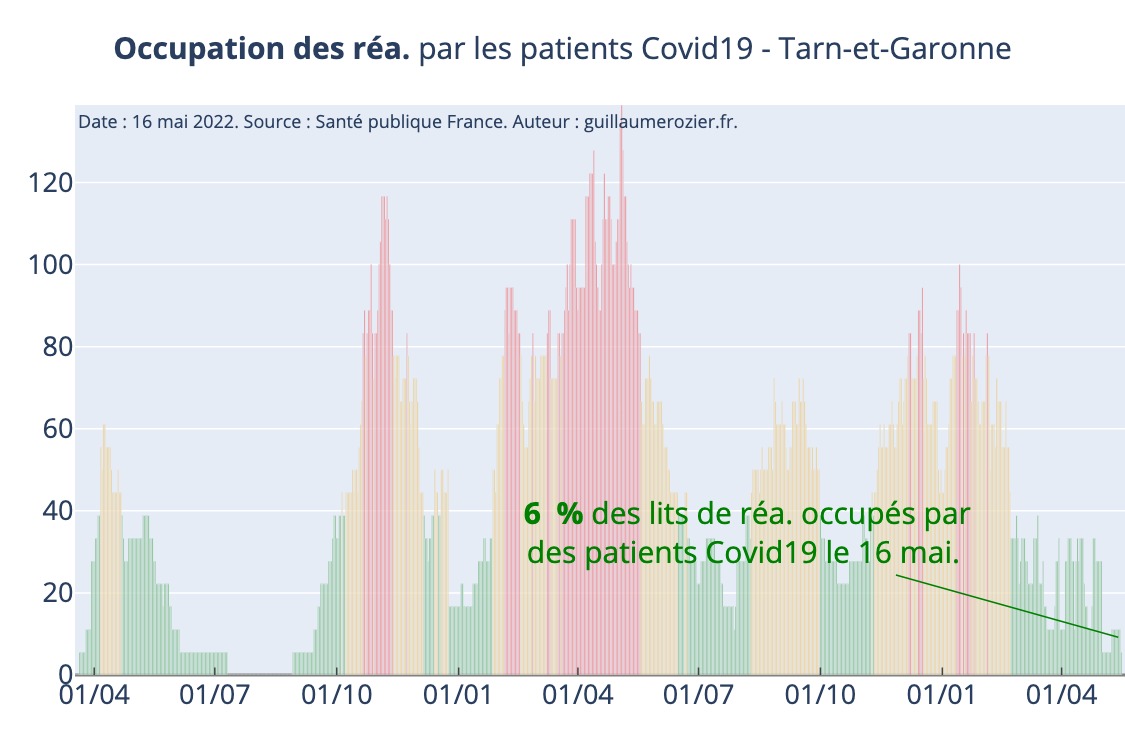 Occupation des réa. par les patients Covid19 - Tarn-et-Garonne
Date : 16 mai 2022. Source : Santé publique France. Auteur : guillaumerozier.fr.
120
100
80
60
40
20
0
6 % des lits de réa. occupés par
des patients Covid19 le 16 mai.
01/04 01/07 01/10 01/01 01/04 01/07 01/10 01/01 01/04